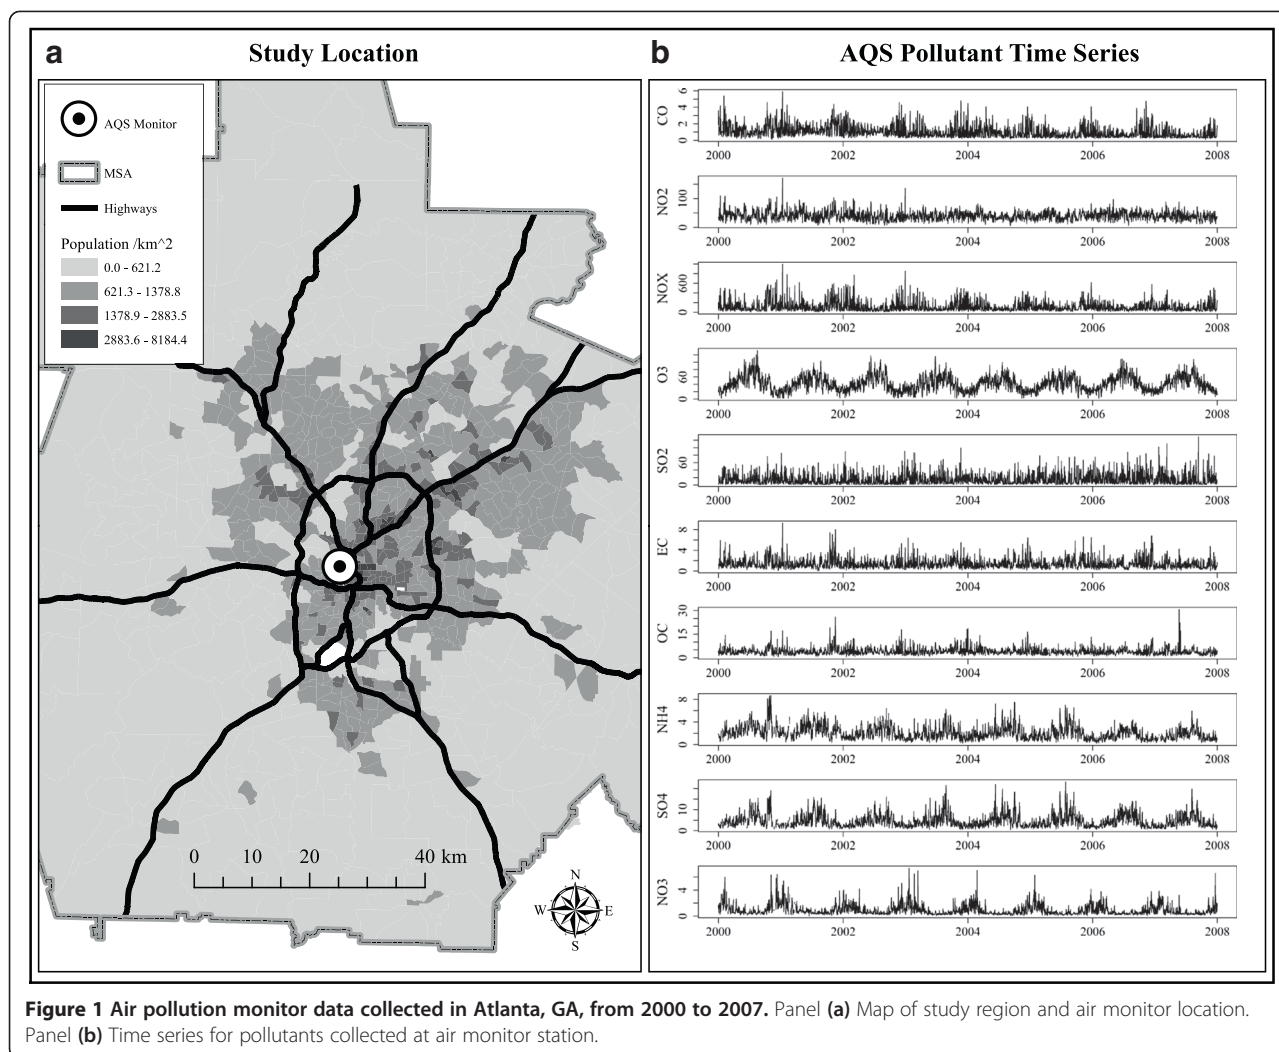 a Study Location
AQS Monitor
MSA
Highways
Population /km^2
0.0 - 621.2
621.3 - 1378.8
1378.9 - 2883.5
2883.6 - 8184.4
0 10 20 40 km
N
W E
S
b AQS Pollutant Time Series
CO
0 2 4 6
2000 2002 2004 2006 2008
NO2
0 100
2000 2002 2004 2006 2008
NOX
0 600
2000 2002 2004 2006 2008
O3
0 60
2000 2002 2004 2006 2008
SO2
0 60
2000 2002 2004 2006 2008
EC
0 4 8
2000 2002 2004 2006 2008
OC
0 15 30
2000 2002 2004 2006 2008
NH4
0 4 8
2000 2002 2004 2006 2008
SO4
0 10
2000 2002 2004 2006 2008
NO3
0 4
2000 2002 2004 2006 2008
Figure 1 Air pollution monitor data collected in Atlanta, GA, from 2000 to 2007. Panel (a) Map of study region and air monitor location.
Panel (b) Time series for pollutants collected at air monitor station.